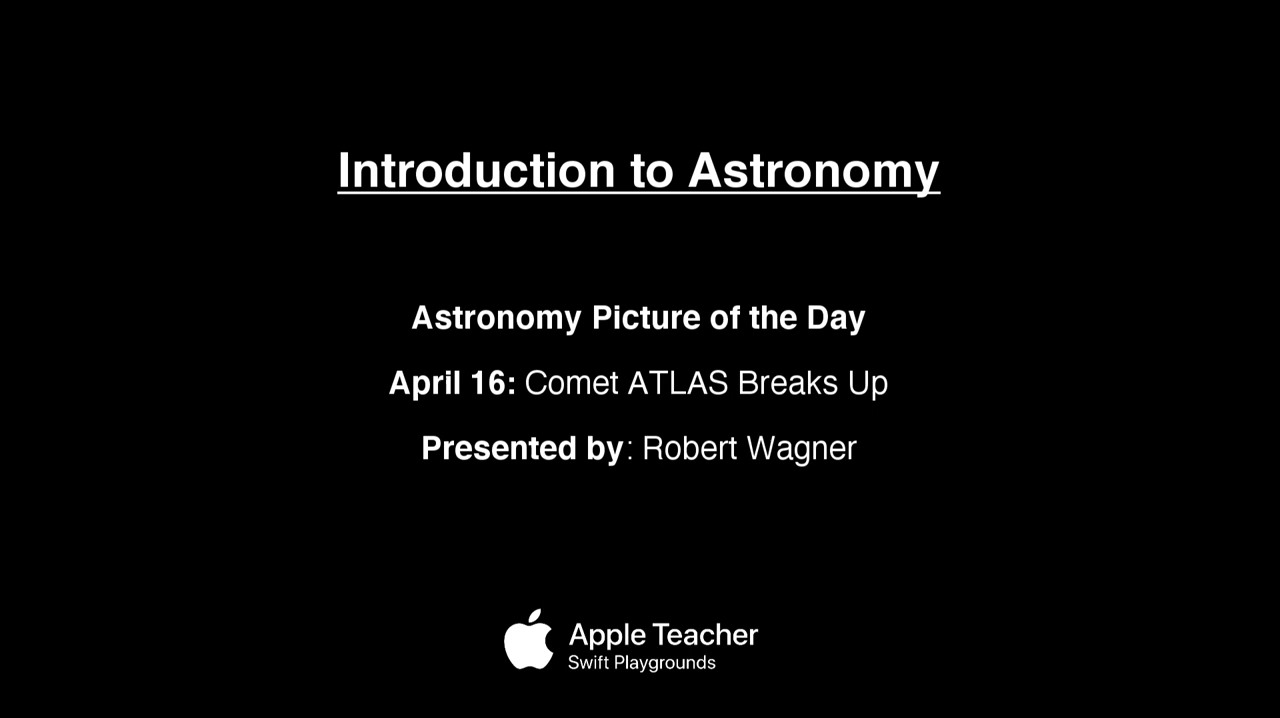 Introduction to Astronomy
Astronomy Picture of the Day
April 16: Comet ATLAS Breaks Up
Presented by: Robert Wagner
Apple Teacher
Swift Playgrounds